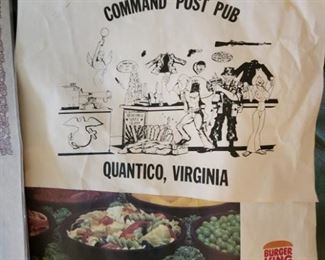 COMMAND POST PUB
QUANTICO, VIRGINIA
BURGER
KING